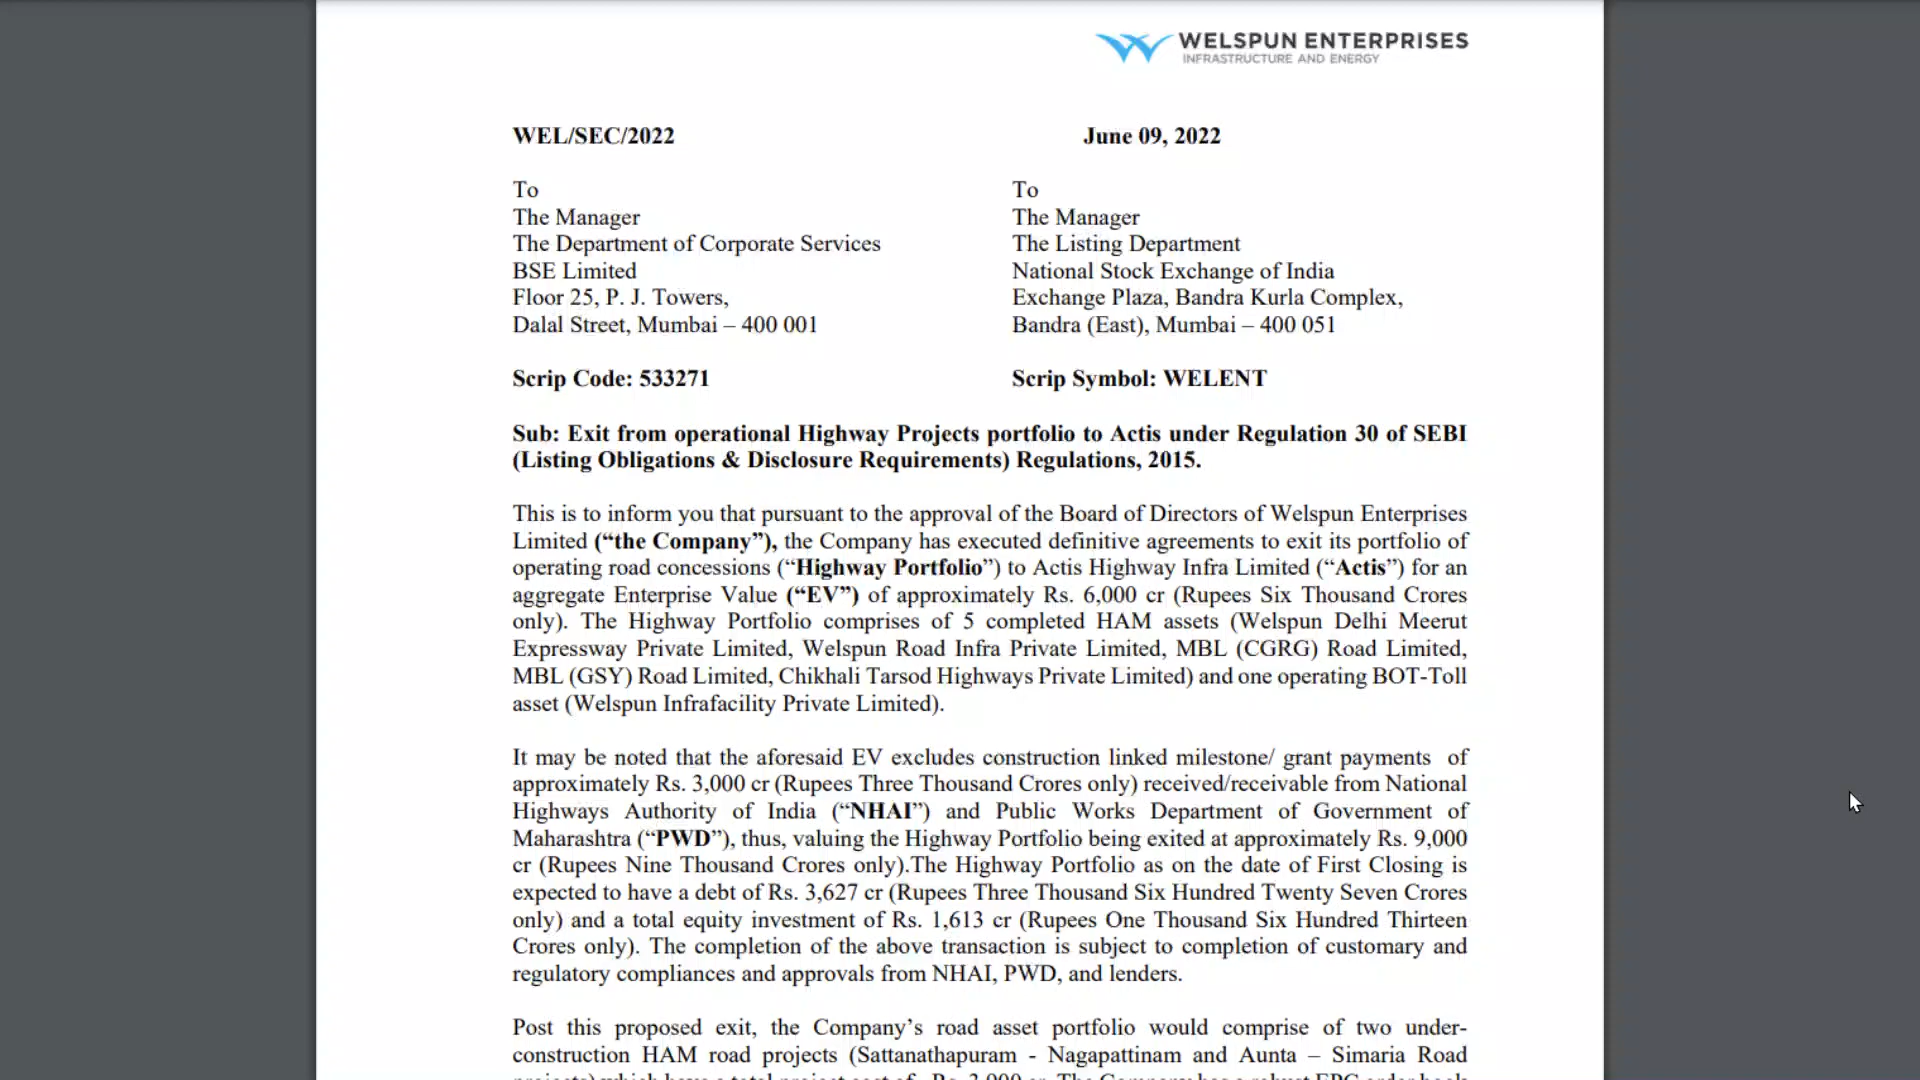 WELSPUN ENTERPRISES
INFRASTRUCTURE AND ENERGY
WEL/SEC/2022
June 09, 2022
To
The Manager
The Department of Corporate Services
BSE Limited
Floor 25, P. J. Towers,
Dalal Street, Mumbai – 400 001
To
The Manager
The Listing Department
National Stock Exchange of India
Exchange Plaza, Bandra Kurla Complex,
Bandra (East), Mumbai – 400 051
Scrip Code: 533271
Scrip Symbol: WELENT
Sub: Exit from operational Highway Projects portfolio to Actis under Regulation 30 of SEBI
(Listing Obligations & Disclosure Requirements) Regulations, 2015.
This is to inform you that pursuant to the approval of the Board of Directors of Welspun Enterprises
Limited (“the Company”), the Company has executed definitive agreements to exit its portfolio of
operating road concessions (“Highway Portfolio”) to Actis Highway Infra Limited (“Actis”) for an
aggregate Enterprise Value (“EV”) of approximately Rs. 6,000 cr (Rupees Six Thousand Crores
only). The Highway Portfolio comprises of 5 completed HAM assets (Welspun Delhi Meerut
Expressway Private Limited, Welspun Road Infra Private Limited, MBL (CGRG) Road Limited,
MBL (GSY) Road Limited, Chikhali Tarsod Highways Private Limited) and one operating BOT-Toll
asset (Welspun Infrafacility Private Limited).
It may be noted that the aforesaid EV excludes construction linked milestone/ grant payments of
approximately Rs. 3,000 cr (Rupees Three Thousand Crores only) received/receivable from National
Highways Authority of India (“NHAI”) and Public Works Department of Government of
Maharashtra (“PWD”), thus, valuing the Highway Portfolio being exited at approximately Rs. 9,000
cr (Rupees Nine Thousand Crores only).The Highway Portfolio as on the date of First Closing is
expected to have a debt of Rs. 3,627 cr (Rupees Three Thousand Six Hundred Twenty Seven Crores
only) and a total equity investment of Rs. 1,613 cr (Rupees One Thousand Six Hundred Thirteen
Crores only). The completion of the above transaction is subject to completion of customary and
regulatory compliances and approvals from NHAI, PWD, and lenders.
Post this proposed exit, the Company’s road asset portfolio would comprise of two under-
construction HAM road projects (Sattanathapuram - Nagapattinam and Aunta – Simaria Road